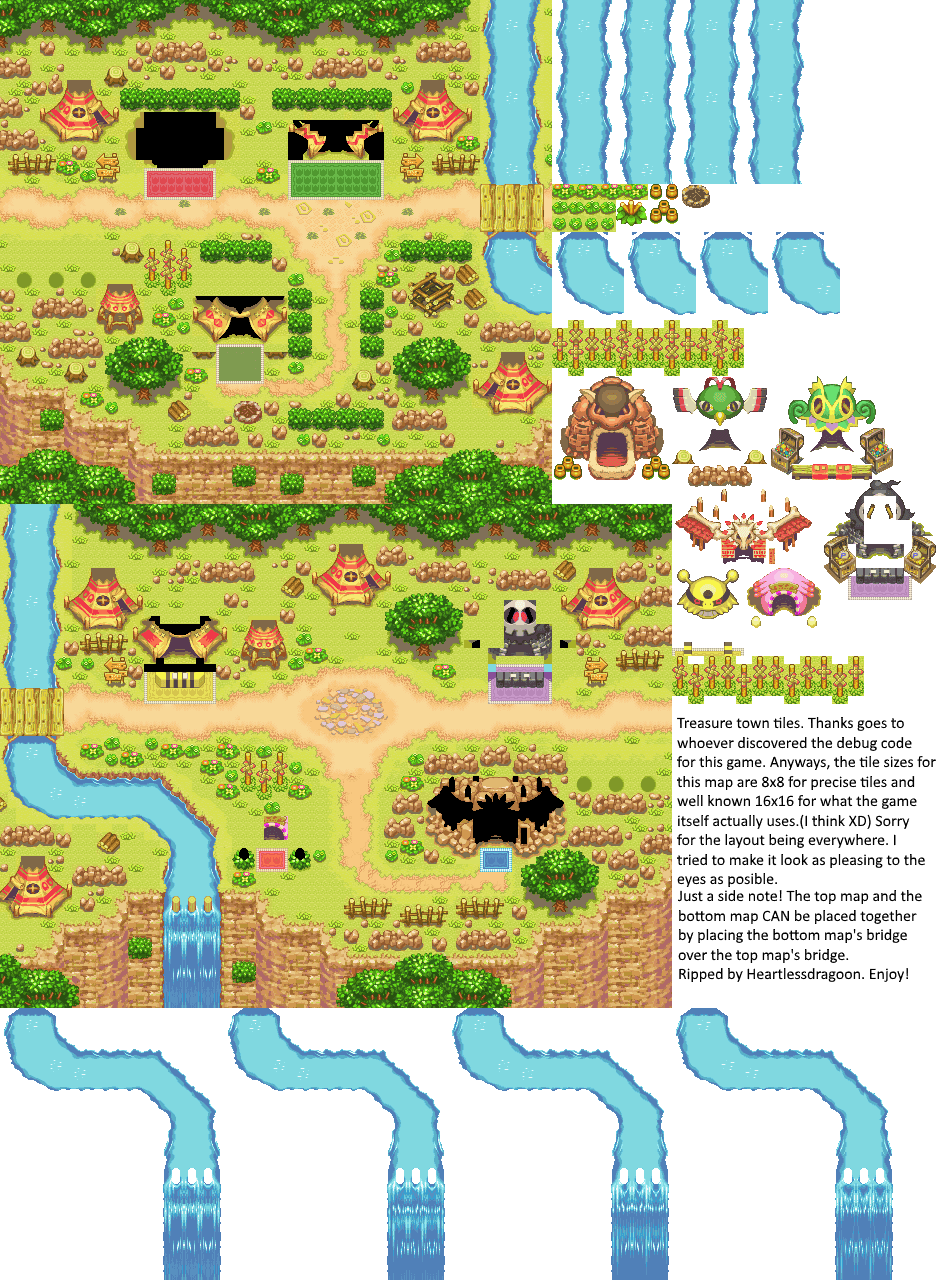 Treasure town tiles. Thanks goes to
whoever discovered the debug code
for this game. Anyways, the tile sizes for
this map are 8x8 for precise tiles and
well known 16x16 for what the game
itself actually uses.(I think XD) Sorry
for the layout being everywhere. I
tried to make it look as pleasing to the
eyes as posible.
Just a side note! The top map and the
bottom map CAN be placed together
by placing the bottom map's bridge
over the top map's bridge.
Ripped by Heartlessdragoon. Enjoy!